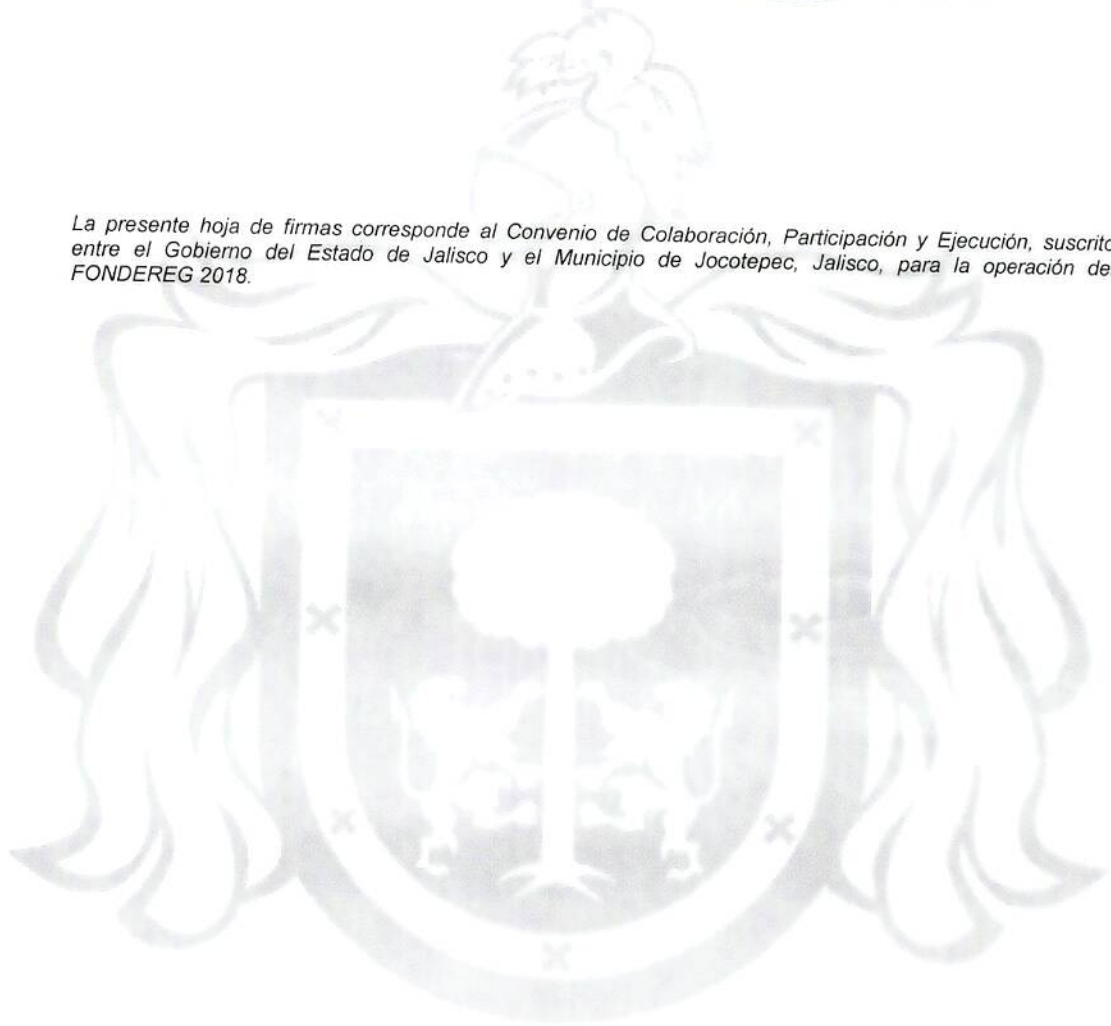 La presente hoja de firmas corresponde al Convenio de Colaboración, Participación y Ejecución, suscrito
entre el Gobierno del Estado de Jalisco y el Municipio de Jocotepec, Jalisco, para la operación de
FONDEREG 2018.